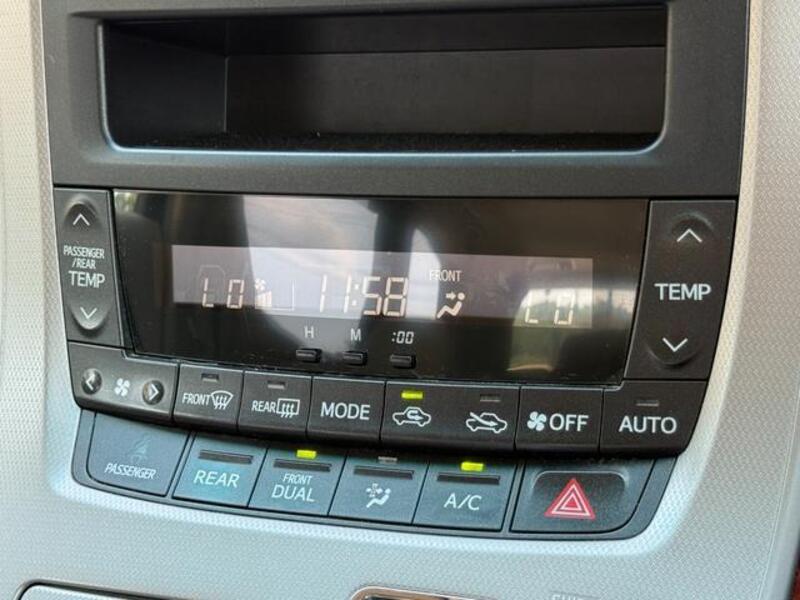 LO 11:58 FRONT LO
H M :00
PASSENGER
/REAR
TEMP
TEMP
FRONT REAR MODE OFF AUTO
PASSENGER
REAR
FRONT
DUAL
A/C